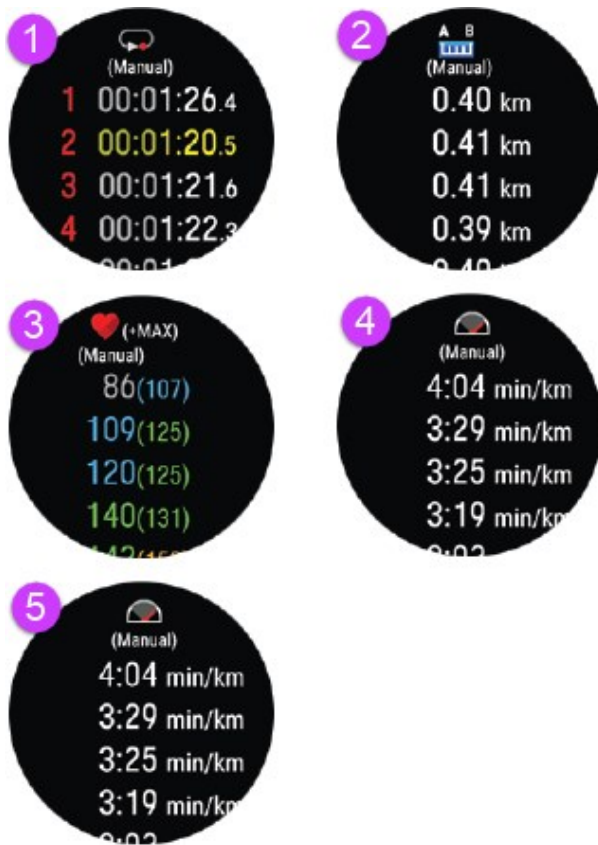 1
(Manual)
1 00:01:26.4
2 00:01:20.5
3 00:01:21.6
4 00:01:22.3
2
A B
(Manual)
0.40 km
0.41 km
0.41 km
0.39 km
3
(+MAX)
(Manual)
86(107)
109(125)
120(125)
140(131)
4
(Manual)
4:04 min/km
3:29 min/km
3:25 min/km
3:19 min/km
5
(Manual)
4:04 min/km
3:29 min/km
3:25 min/km
3:19 min/km